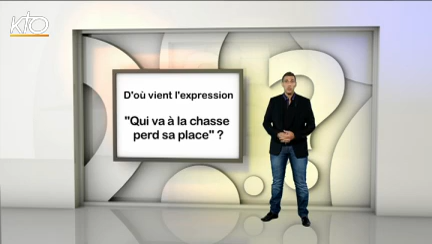 KTO
D'où vient l'expression
"Qui va à la chasse
perd sa place" ?
?